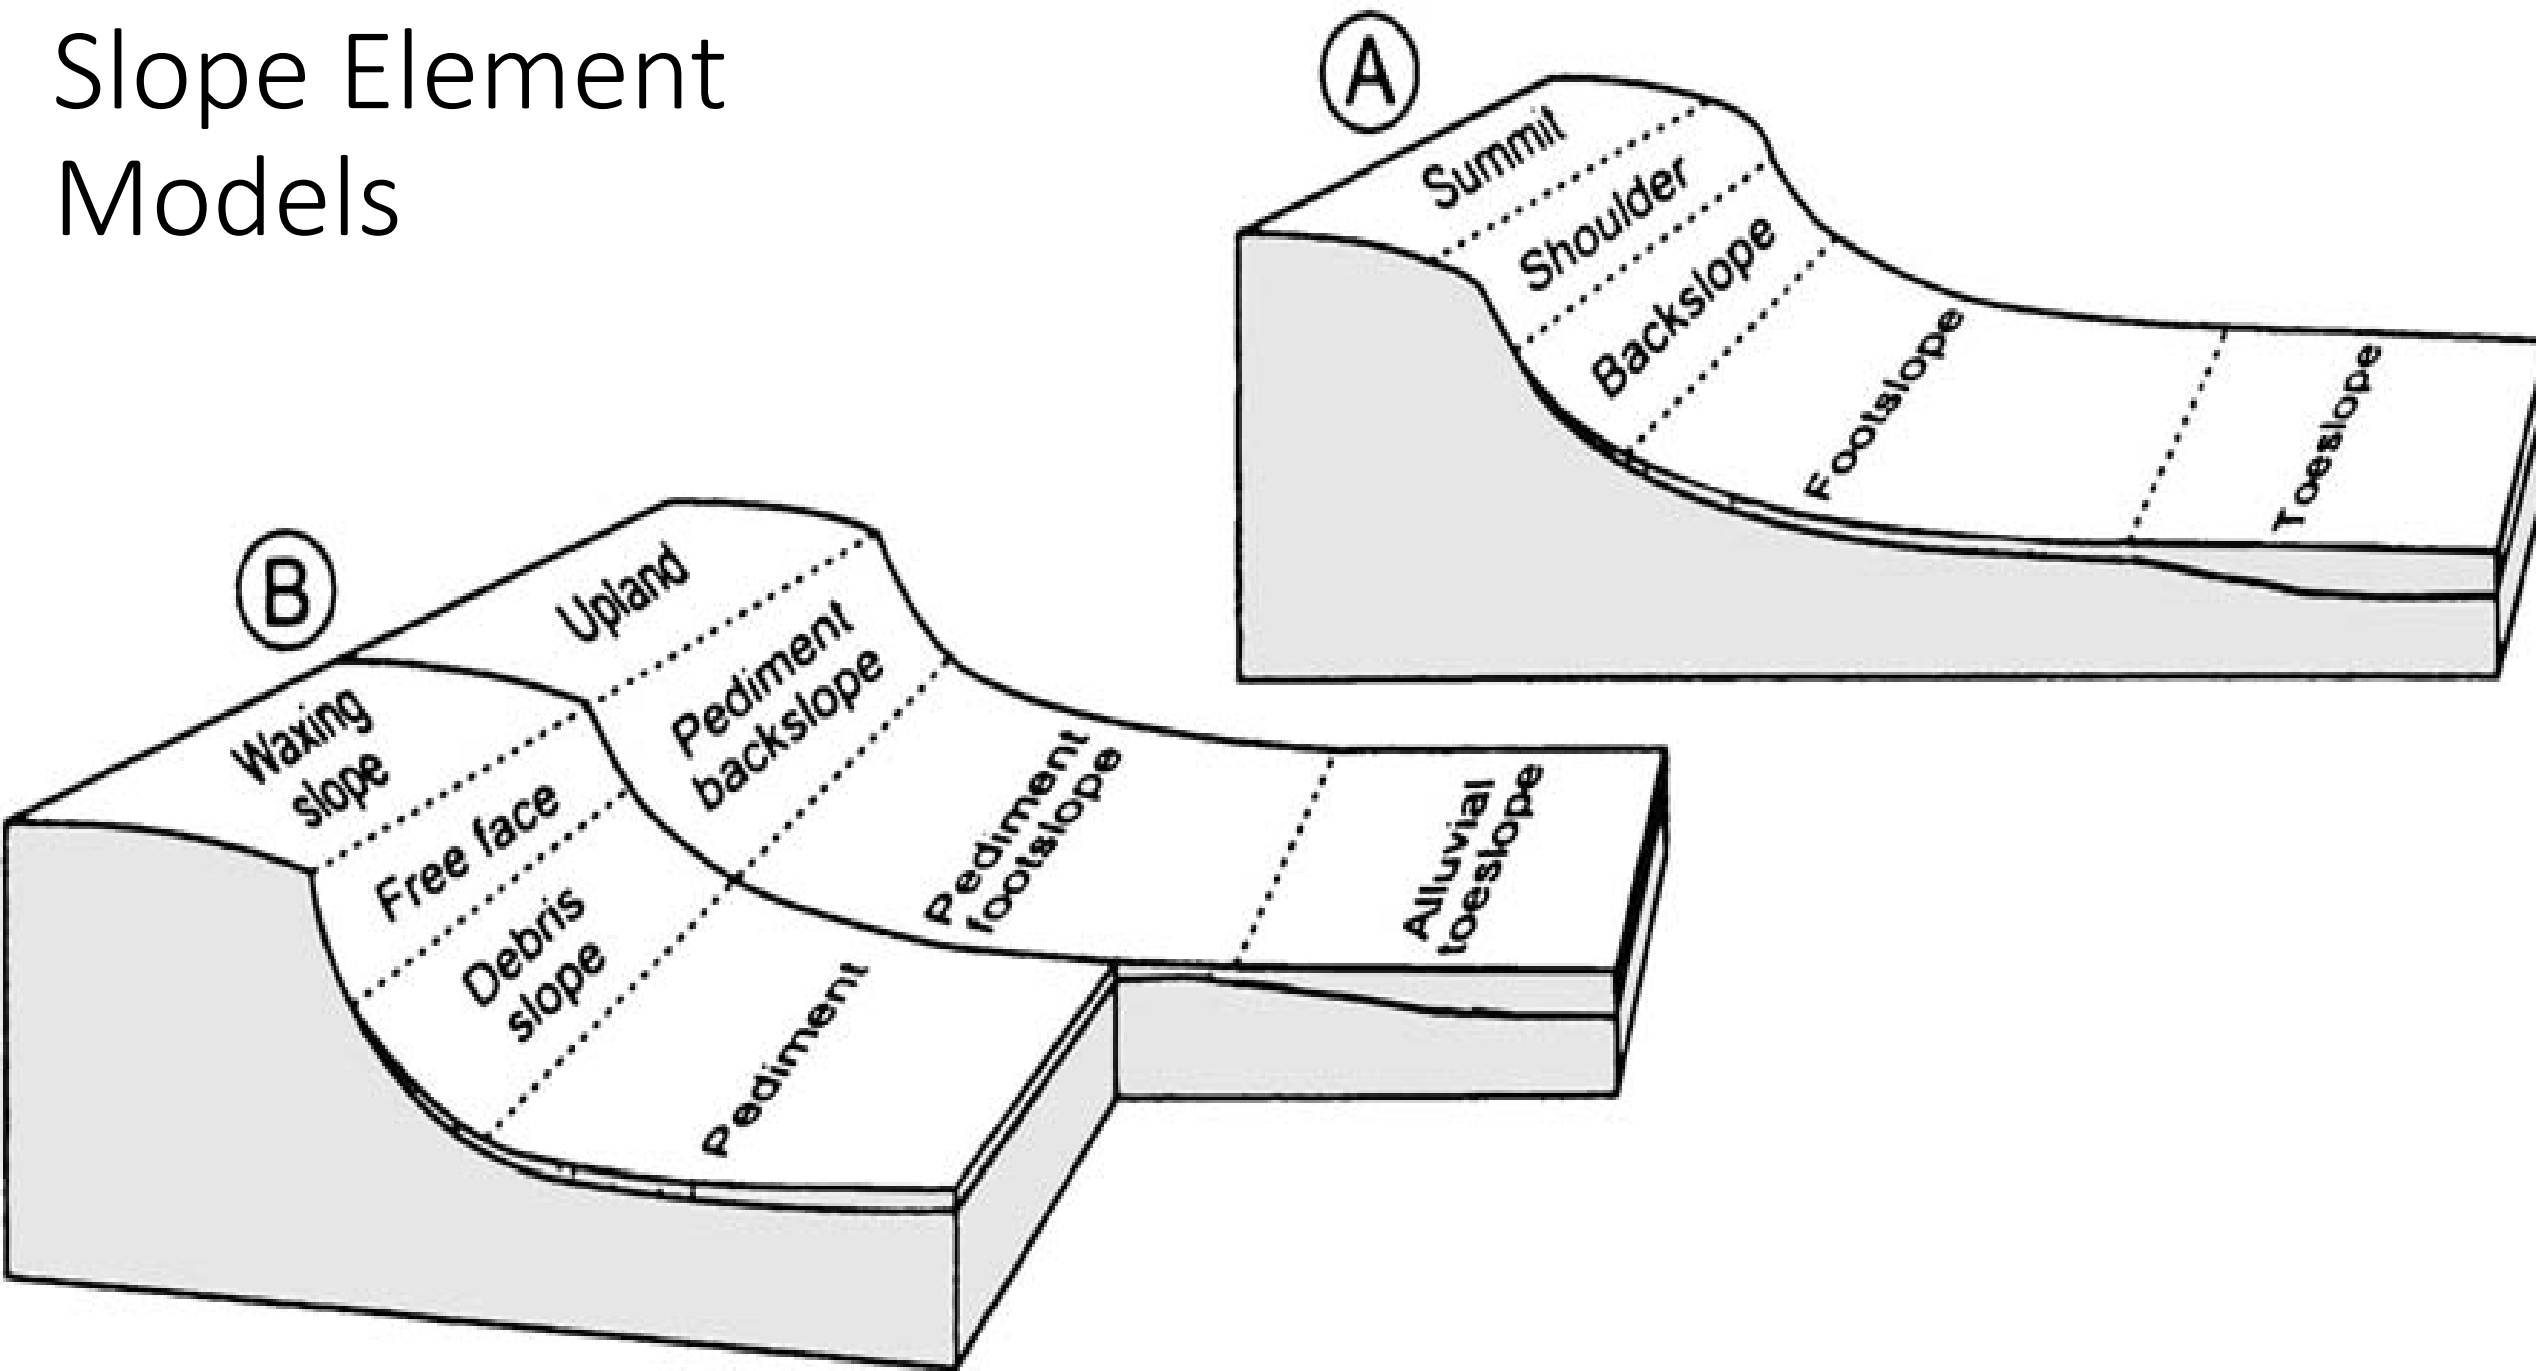 Slope Element
Models
A
Summit
Shoulder
Backslope
Footslope
Toeslope
B
Upland
Pediment
backslope
Pediment
footslope
Alluvial
toeslope
Waxing
slope
Free face
Debris
slope
Pediment